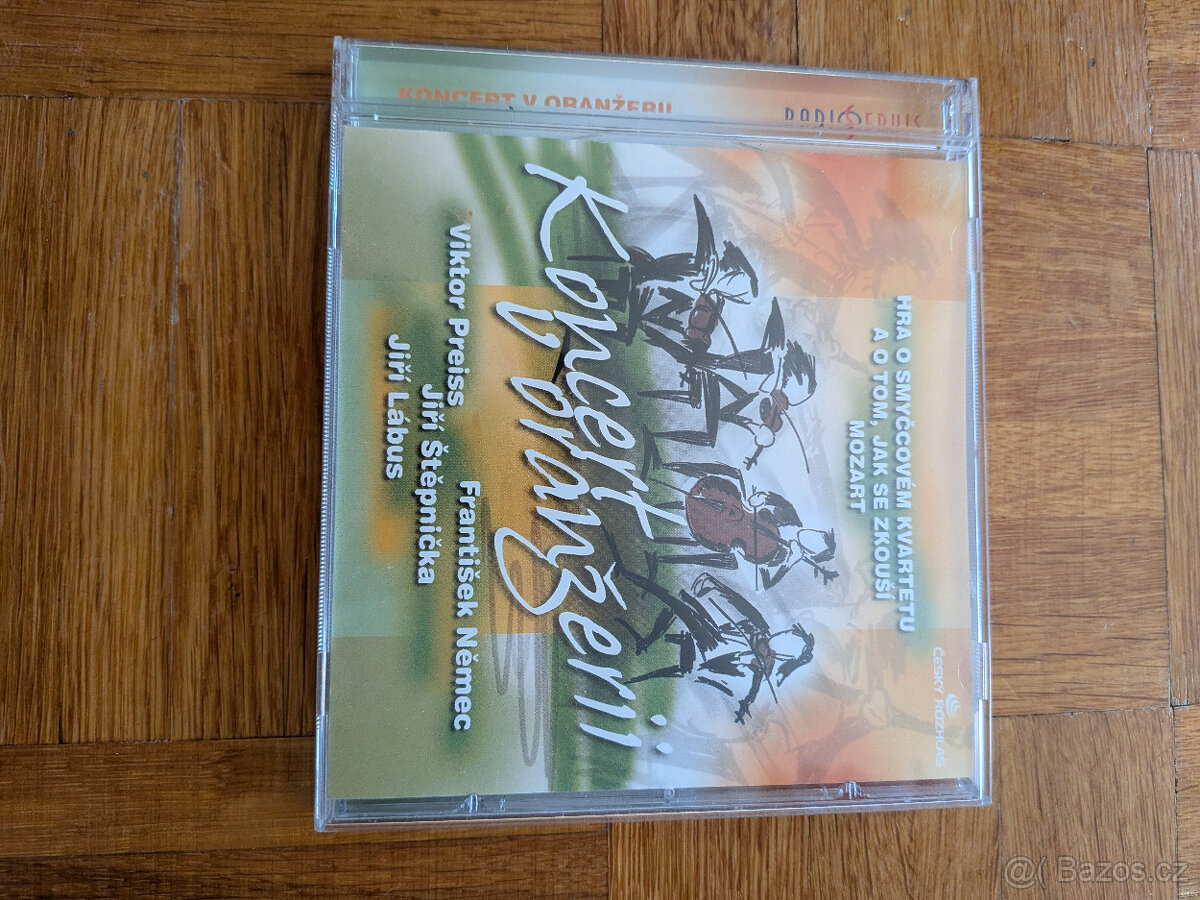 HRA O SMYČCOVÉM KVARTETU
A O TOM, JAK SE ZKOUŠÍ
MOZART
ČESKÝ ROZHLAS
Koncert
v oranžerii
Viktor Preiss
František Němec
Jiří Štěpnička
Jiří Lábus
KONCERT V ORANŽERII
RADIOSERVIS
@( Bazos.cz